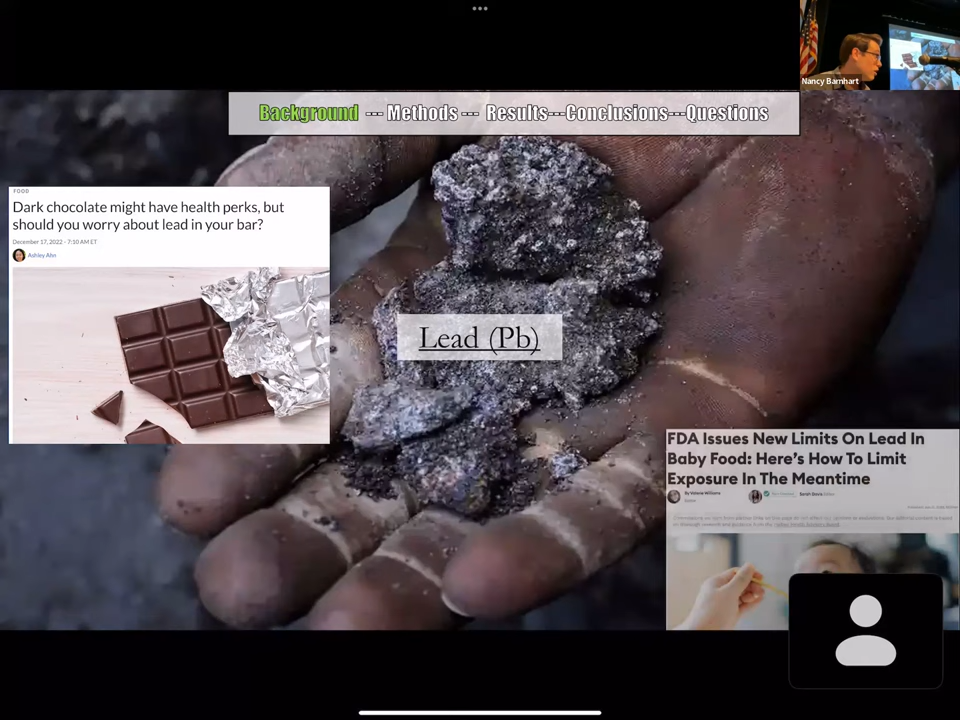 Nancy Barnhart
Background --- Methods --- Results---Conclusions---Questions
FOOD
Dark chocolate might have health perks, but
should you worry about lead in your bar?
December 17, 2022 · 7:10 AM ET
Ashley Ahn
Lead (Pb)
FDA Issues New Limits On Lead In
Baby Food: Here's How To Limit
Exposure In The Meantime
By Valerie Williams
Sarah Davis